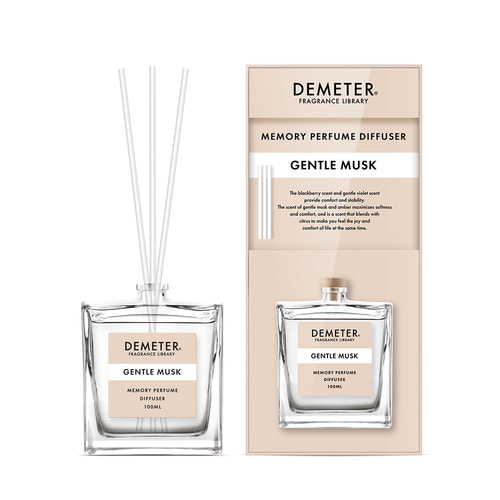 DEMETER®
FRAGRANCE LIBRARY
MEMORY PERFUME DIFFUSER
GENTLE MUSK
The blackberry scent and gentle violet scent
provide comfort and stability.
The scent of gentle musk and amber maximizes softness
and comfort, and is a scent that blends with
citrus to make you feel the joy and
comfort of life at the same time.
DEMETER®
FRAGRANCE LIBRARY
GENTLE MUSK
MEMORY PERFUME
DIFFUSER
100ML
DEMETER®
FRAGRANCE LIBRARY
GENTLE MUSK
MEMORY PERFUME
DIFFUSER
100ML